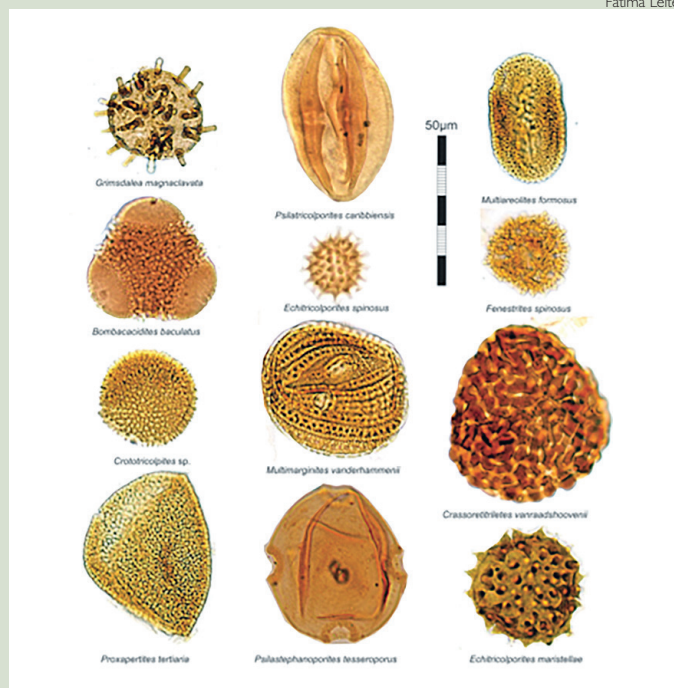 Fátima Leite
Grimsdalea magnaclavata
Psilatricolporites caribbiensis
50µm
Multiareolites formosus
Bombacacidites baculatus
Echitricolporites spinosus
Fenestrites spinosus
Crototricolpites sp.
Multimarginites vanderhammenii
Crassoretitriletes vanraadshoovenii
Proxapertites tertiaria
Psilastephanoporites tesseroporus
Echitricolporites maristellae